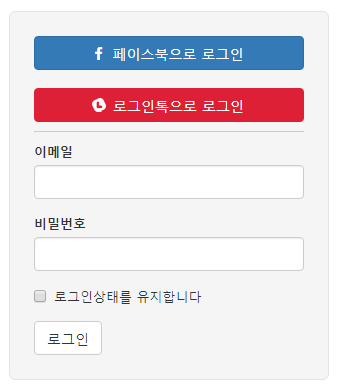 페이스북으로 로그인
로그인톡으로 로그인
이메일
비밀번호
로그인상태를 유지합니다
로그인